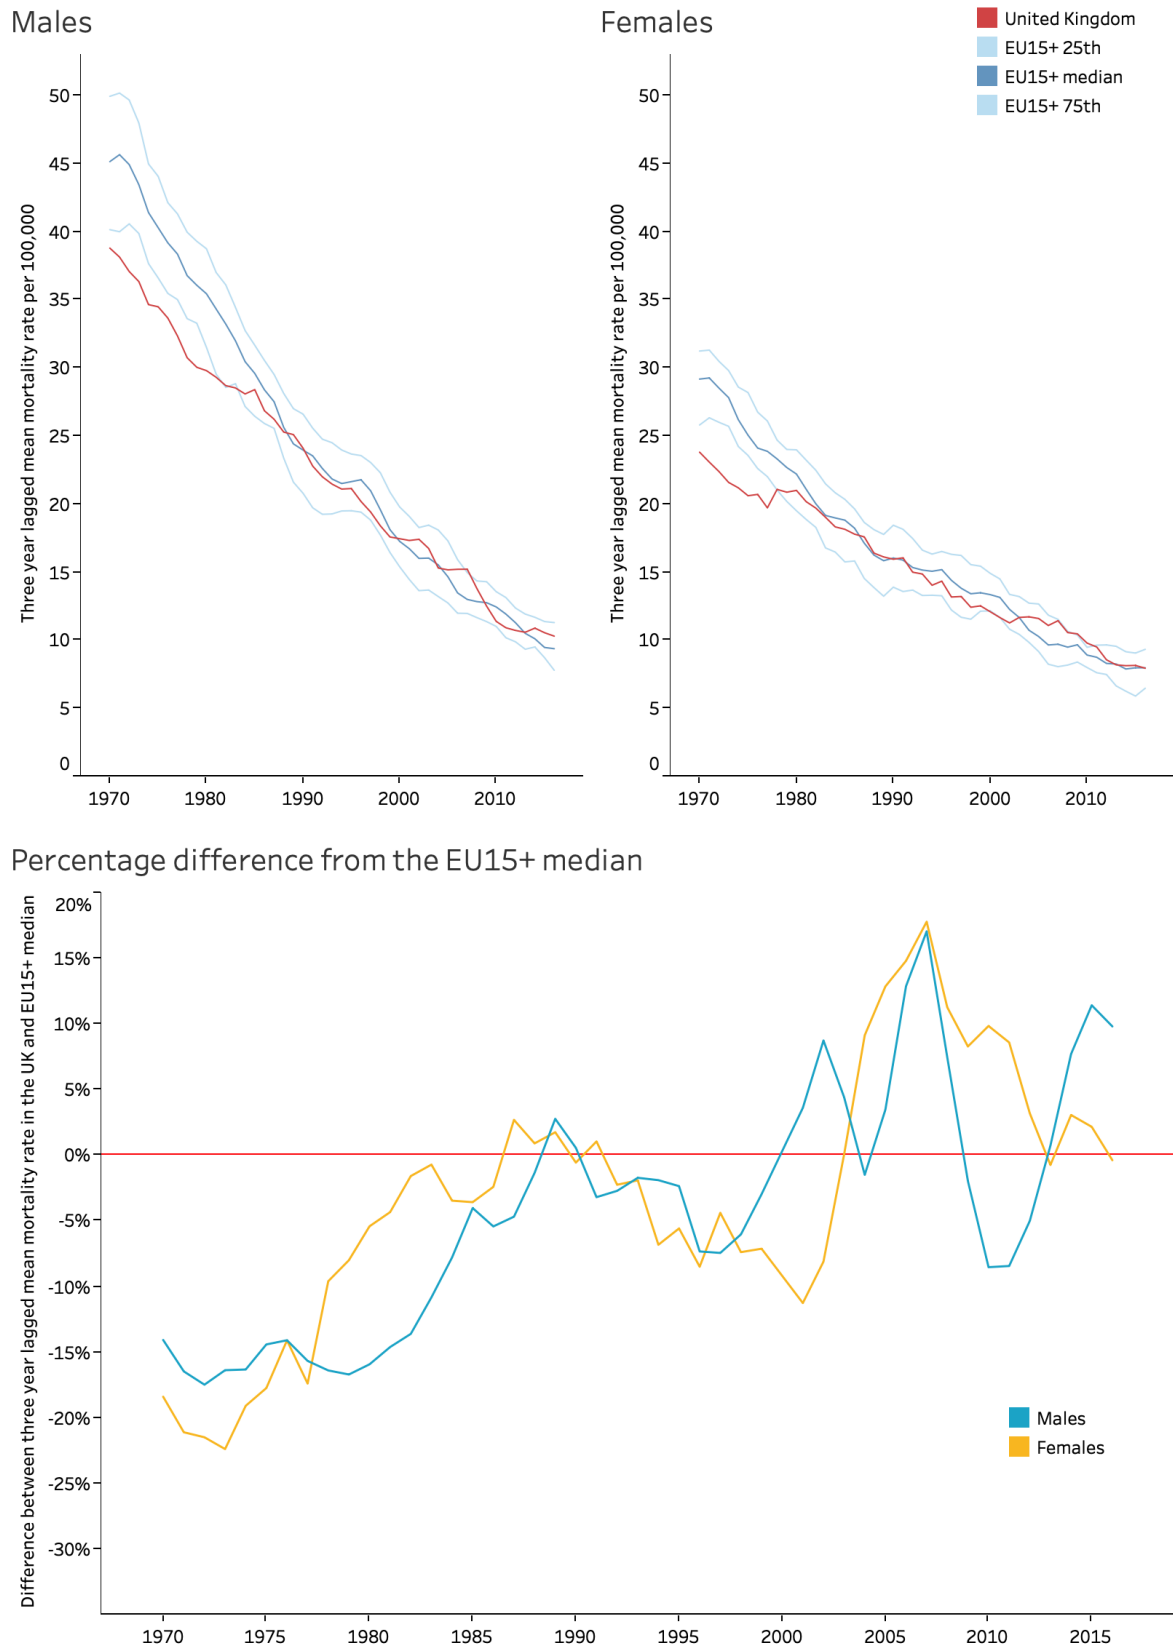 Males
Females
United Kingdom
EU15+ 25th
EU15+ median
EU15+ 75th
Three year lagged mean mortality rate per 100,000
50
45
40
35
30
25
20
15
10
5
0
1970 1980 1990 2000 2010
Three year lagged mean mortality rate per 100,000
50
45
40
35
30
25
20
15
10
5
0
1970 1980 1990 2000 2010
Percentage difference from the EU15+ median
Difference between three year lagged mean mortality rate in the UK and EU15+ median
20%
15%
10%
5%
0%
-5%
-10%
-15%
-20%
-25%
-30%
Males
Females
1970 1975 1980 1985 1990 1995 2000 2005 2010 2015